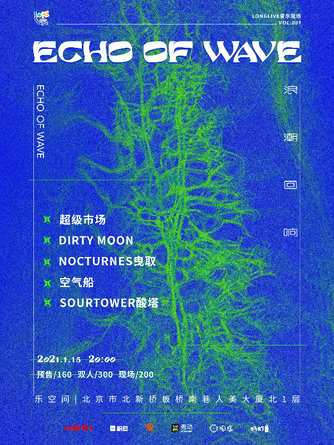 LONGLIVE音乐现场
VOL.007
ECHO OF WAVE
ECHO OF WAVE
浪潮回响
超级市场
DIRTY MOON
NOCTURNES曳取
空气船
SOURTOWER酸塔
2021.1.15 20:00
预售/160 双人/300 现场/200
乐空间|北京市北新桥板桥南巷人美大厦北1层